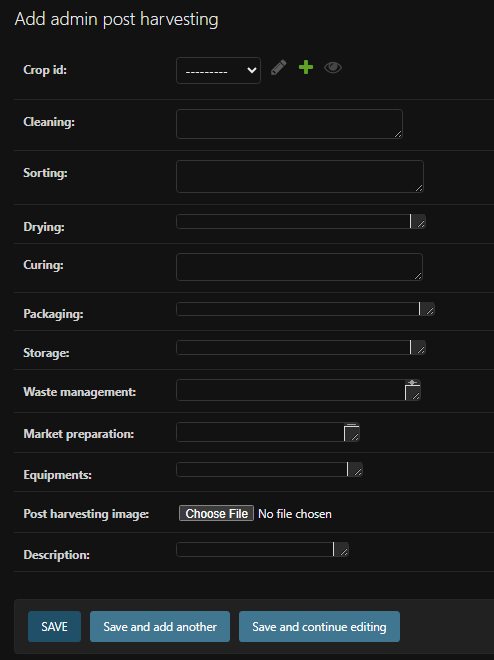 Add admin post harvesting
Crop id: ---------
Cleaning:
Sorting:
Drying:
Curing:
Packaging:
Storage:
Waste management:
Market preparation:
Equipments:
Post harvesting image: Choose File No file chosen
Description:
SAVE Save and add another Save and continue editing